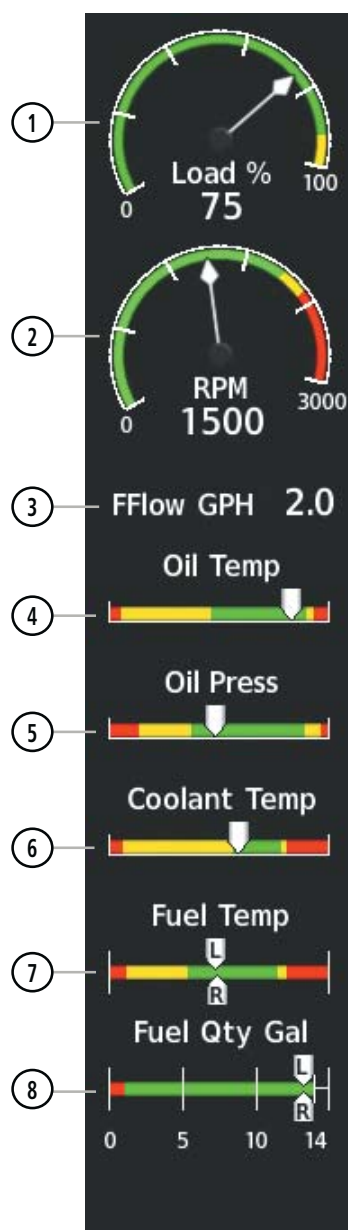 1
Load %
75
0
100
2
RPM
1500
0
3000
3
FFlow GPH 2.0
Oil Temp
4
Oil Press
5
Coolant Temp
6
Fuel Temp
7
L
R
Fuel Qty Gal
8
L
R
0 5 10 14